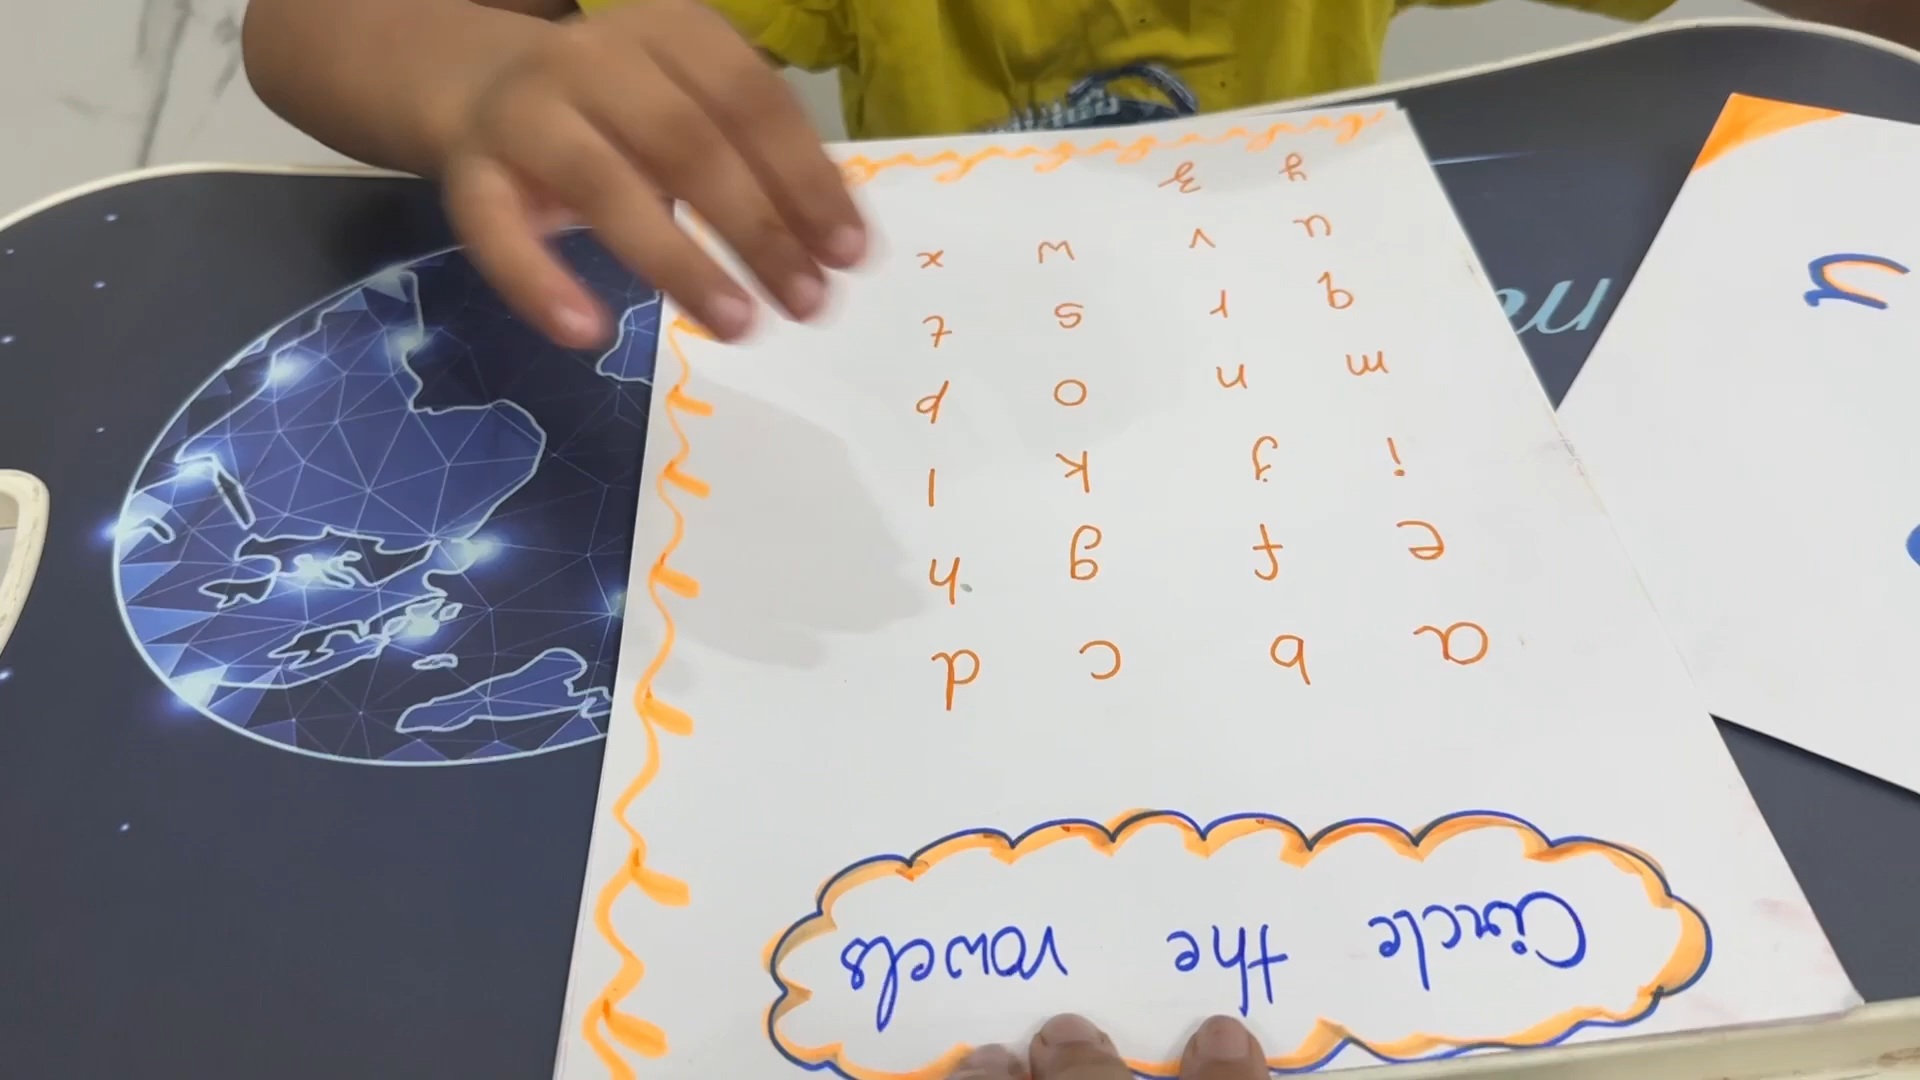 Circle the vowels
a b c d
e f g h
i j k l
m n o p
q r s t
u v w x
y z
u